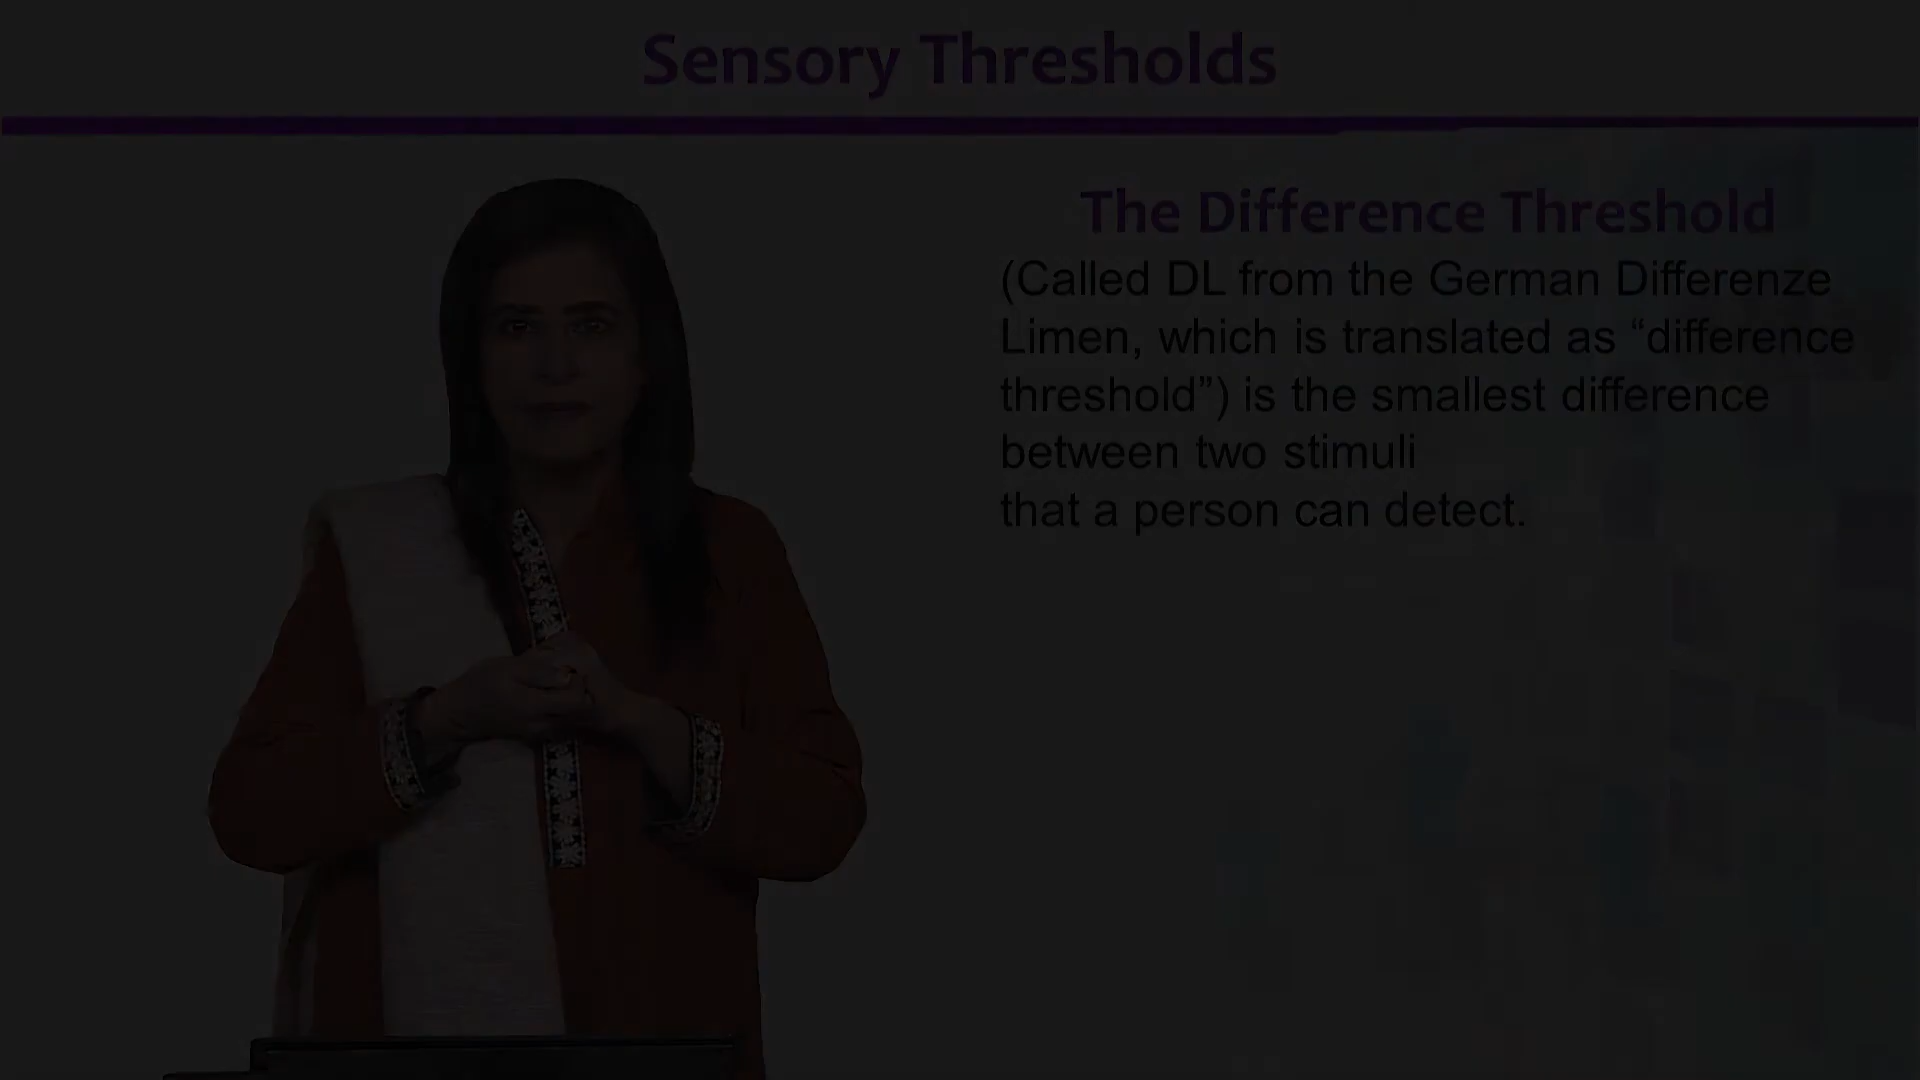 Sensory Thresholds
The Difference Threshold
(Called DL from the German Differenze
Limen, which is translated as “difference
threshold”) is the smallest difference
between two stimuli
that a person can detect.